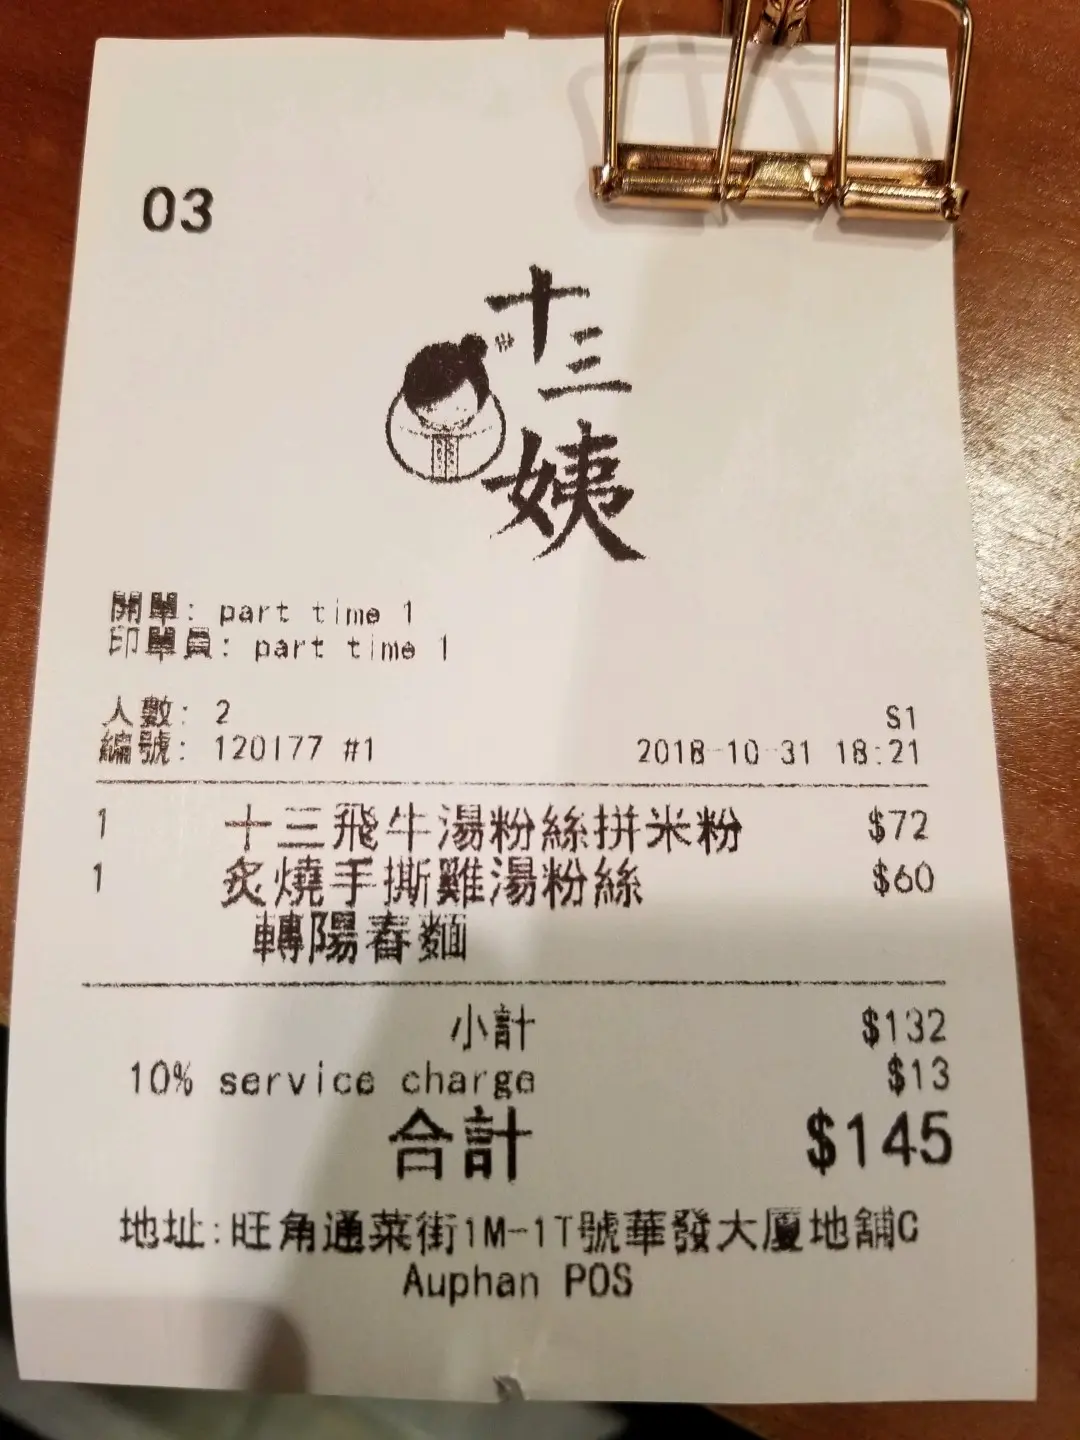 03
十三姨
開單: part time 1
印單員: part time 1
人數: 2
S1
編號: 120177 #1 2018-10-31 18:21
1 十三飛牛湯粉絲拼米粉 $72
1 炙燒手撕雞湯粉絲 $60
轉陽春麵
小計 $132
10% service charge $13
合計 $145
地址:旺角通菜街1M-1T號華發大廈地舖C
Auphan POS